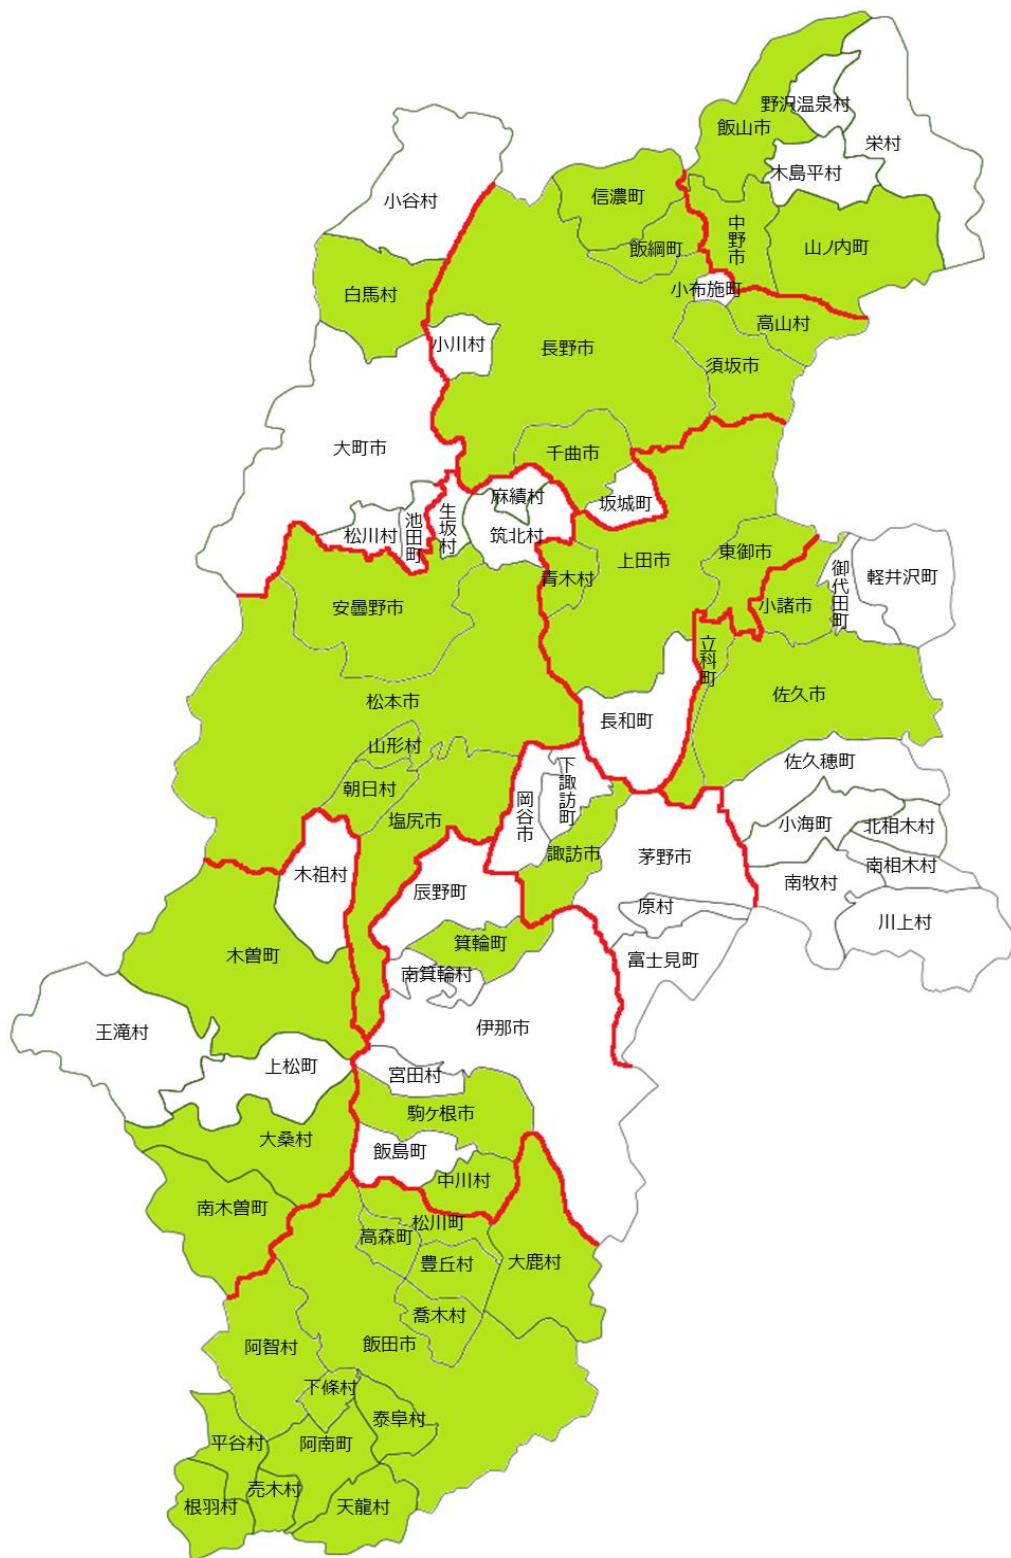 野沢温泉村
飯山市
栄村
木島平村
小谷村
信濃町
中野市
飯綱町
山ノ内町
白馬村
小布施町
高山村
小川村
長野市
須坂市
大町市
千曲市
麻績村
坂城町
松川村
池田町
生坂村
筑北村
上田市
東御市
青木村
安曇野市
小諸市
御代田町
軽井沢町
立科町
松本市
佐久市
長和町
山形村
佐久穂町
朝日村
下諏訪町
岡谷市
塩尻市
小海町
北相木村
諏訪市
茅野市
南相木村
木祖村
辰野町
南牧村
原村
川上村
木曽町
箕輪町
富士見町
南箕輪村
王滝村
伊那市
上松町
宮田村
駒ケ根市
大桑村
飯島町
中川村
南木曽町
松川町
高森町
豊丘村
大鹿村
喬木村
阿智村
飯田市
下條村
泰阜村
平谷村
阿南町
売木村
根羽村
天龍村